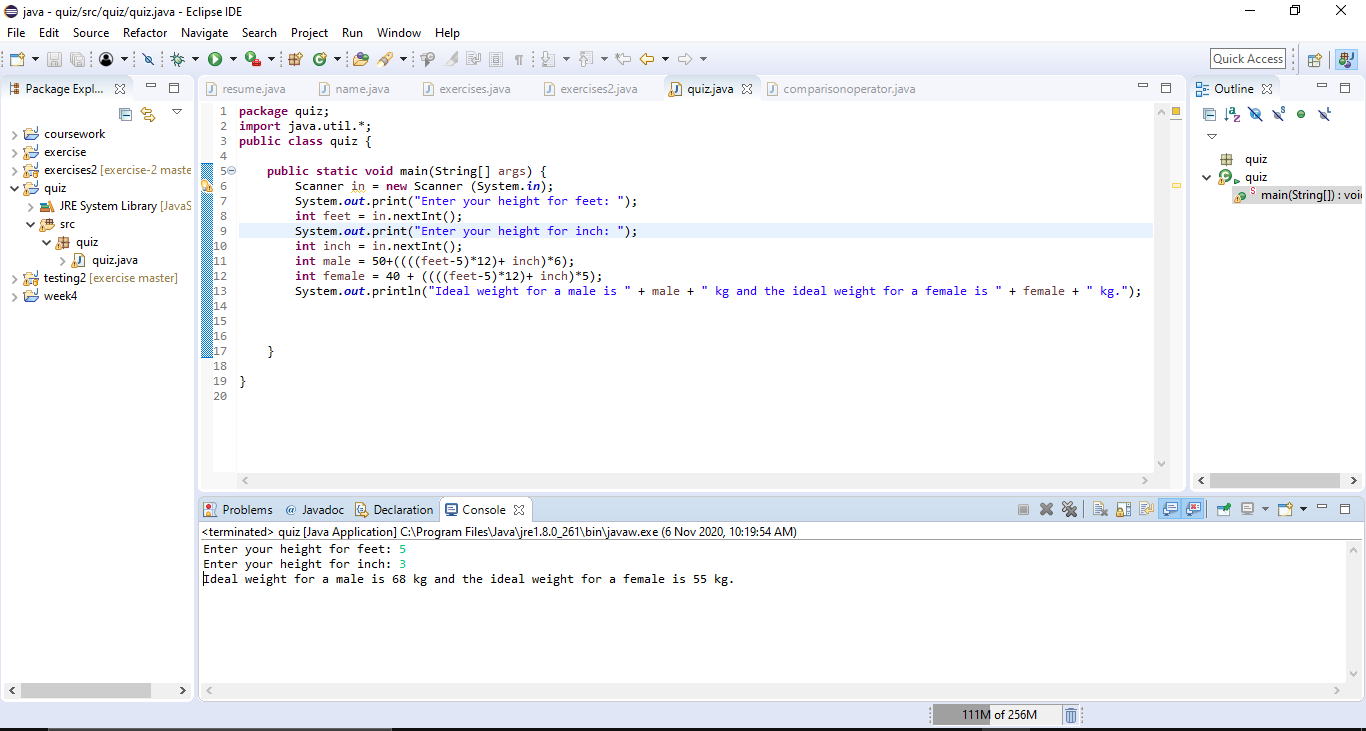 java - quiz/src/quiz/quiz.java - Eclipse IDE
File Edit Source Refactor Navigate Search Project Run Window Help
Quick Access
Package Expl...
coursework
exercise
exercises2 [exercise-2 maste
quiz
JRE System Library [JavaS
src
quiz
quiz.java
testing2 [exercise master]
week4
resume.java name.java exercises.java exercises2.java quiz.java comparisonoperator.java
1 package quiz;
2 import java.util.*;
3 public class quiz {
4
5 public static void main(String[] args) {
6 Scanner in = new Scanner (System.in);
7 System.out.print("Enter your height for feet: ");
8 int feet = in.nextInt();
9 System.out.print("Enter your height for inch: ");
10 int inch = in.nextInt();
11 int male = 50+((((feet-5)*12)+ inch)*6);
12 int female = 40 + ((((feet-5)*12)+ inch)*5);
13 System.out.println("Ideal weight for a male is " + male + " kg and the ideal weight for a female is " + female + " kg.");
14
15
16
17 }
18
19 }
20
Outline
quiz
quiz
main(String[]) : voi
Problems @ Javadoc Declaration Console
<terminated> quiz [Java Application] C:\Program Files\Java\jre1.8.0_261\bin\javaw.exe (6 Nov 2020, 10:19:54 AM)
Enter your height for feet: 5
Enter your height for inch: 3
Ideal weight for a male is 68 kg and the ideal weight for a female is 55 kg.
111M of 256M